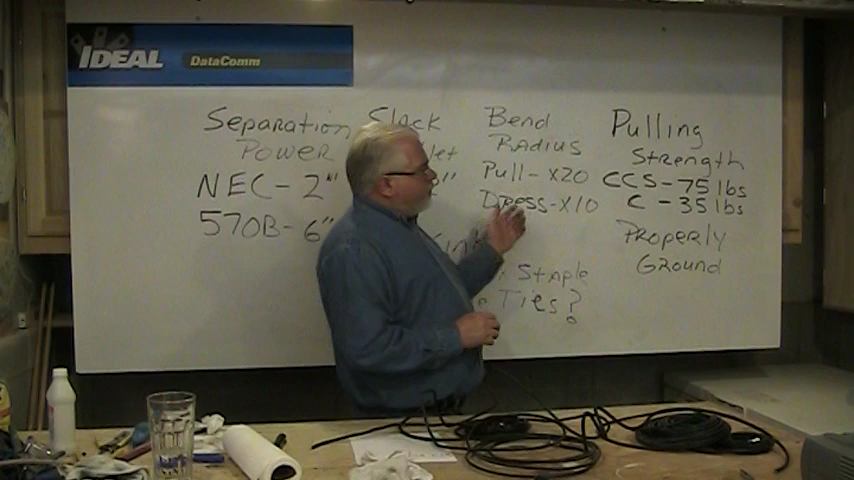 IDEAL DataComm
Separation
Power
NEC - 2"
570B - 6"
Slack
Bend
Radius
Pull - x20
Dress - x10
Staple
Ties?
Pulling
Strength
CCS - 75 lbs
C - 35 lbs
Properly
Ground